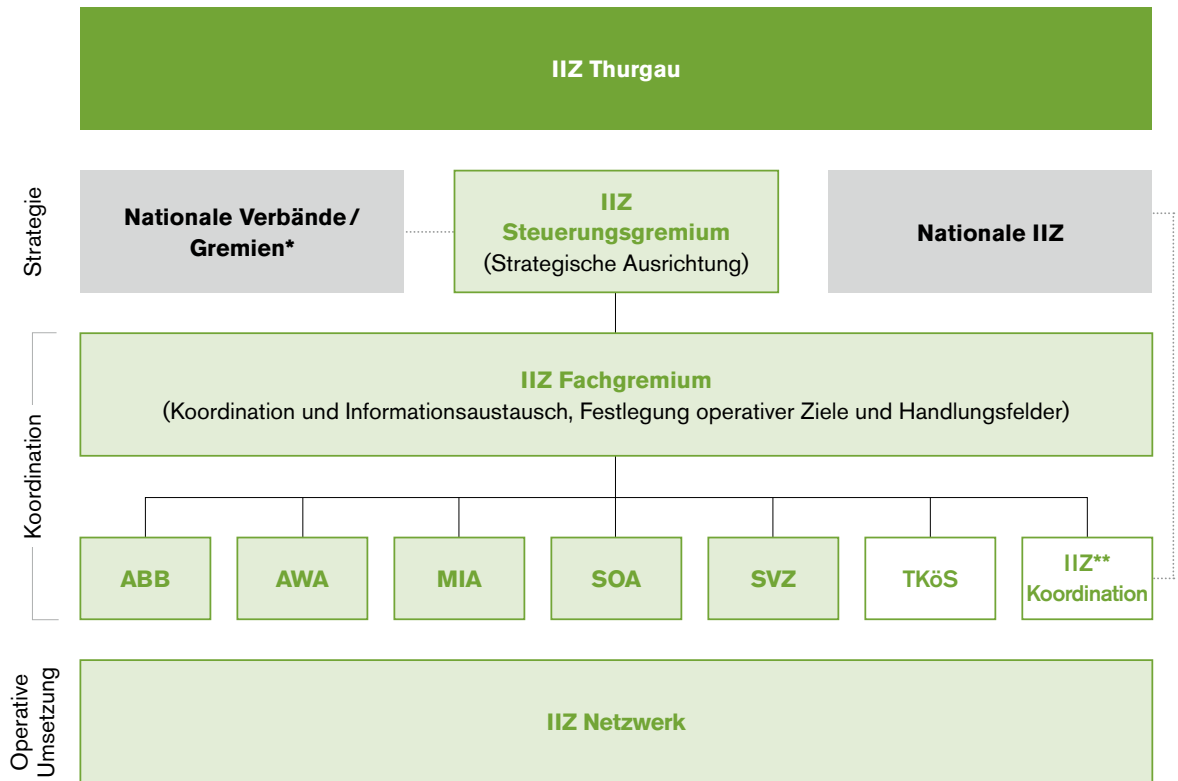 IIZ Thurgau
Strategie
Nationale Verbände/
Gremien*
IIZ
Steuerungsgremium
(Strategische Ausrichtung)
Nationale IIZ
Koordination
IIZ Fachgremium
(Koordination und Informationsaustausch, Festlegung operativer Ziele und Handlungsfelder)
ABB
AWA
MIA
SOA
SVZ
TKöS
IIZ**
Koordination
Operative
Umsetzung
IIZ Netzwerk